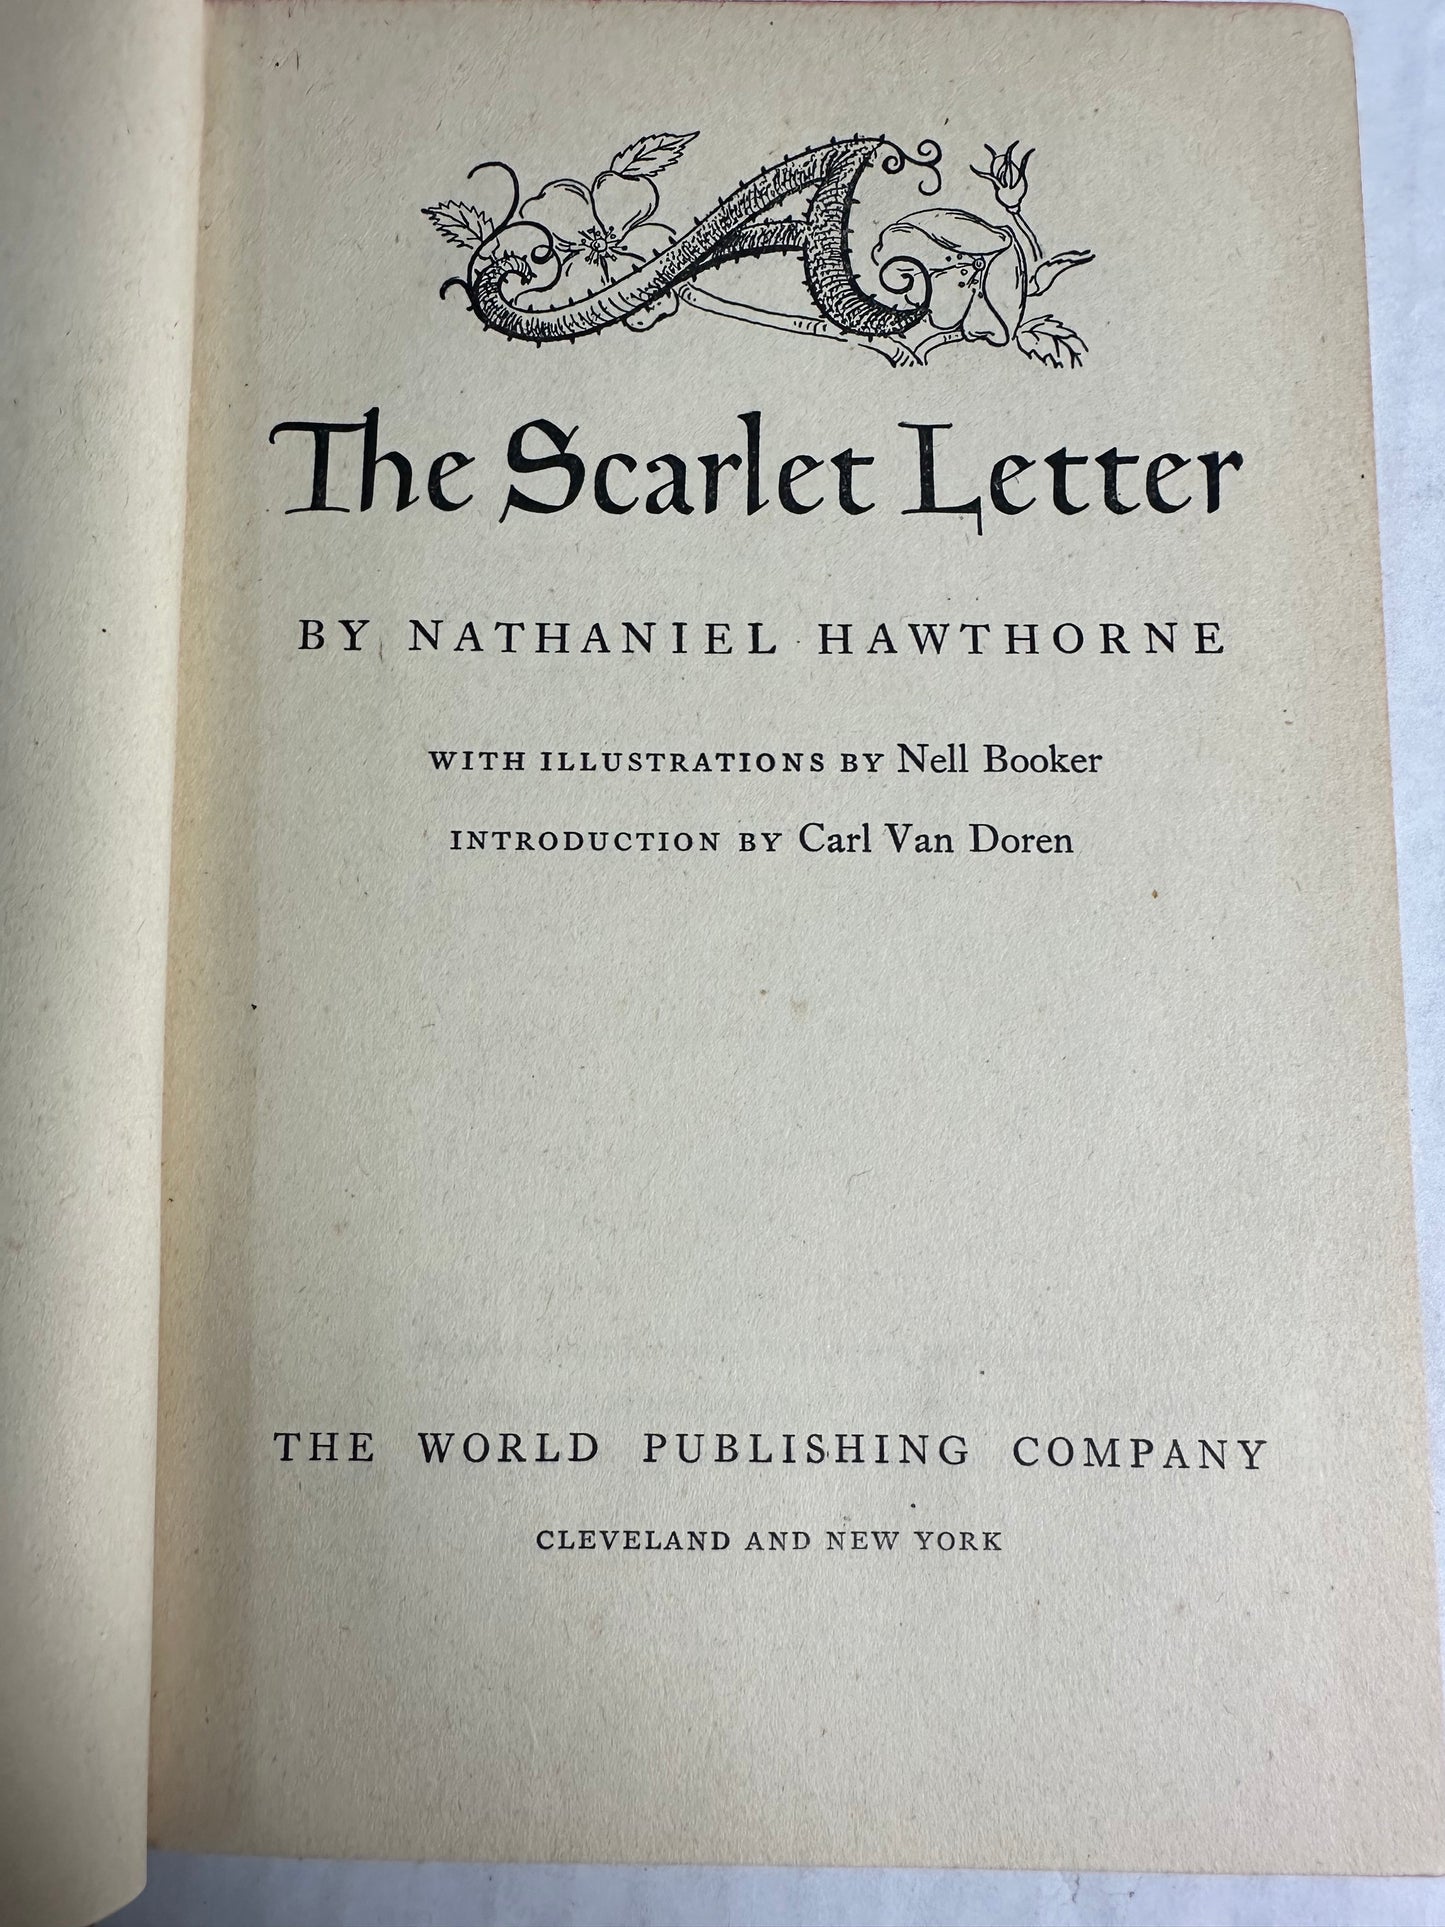 A
The Scarlet Letter
BY NATHANIEL HAWTHORNE
WITH ILLUSTRATIONS BY Nell Booker
INTRODUCTION BY Carl Van Doren
THE WORLD PUBLISHING COMPANY
CLEVELAND AND NEW YORK